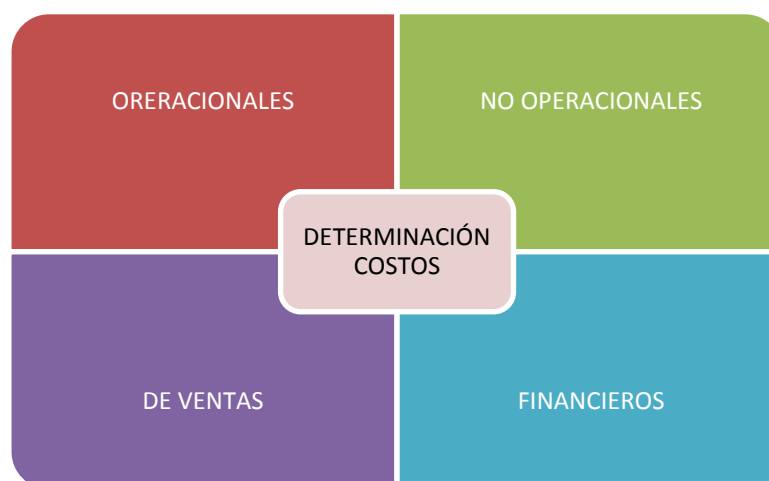 ORERACIONALES
NO OPERACIONALES
DETERMINACIÓN
COSTOS
DE VENTAS
FINANCIEROS